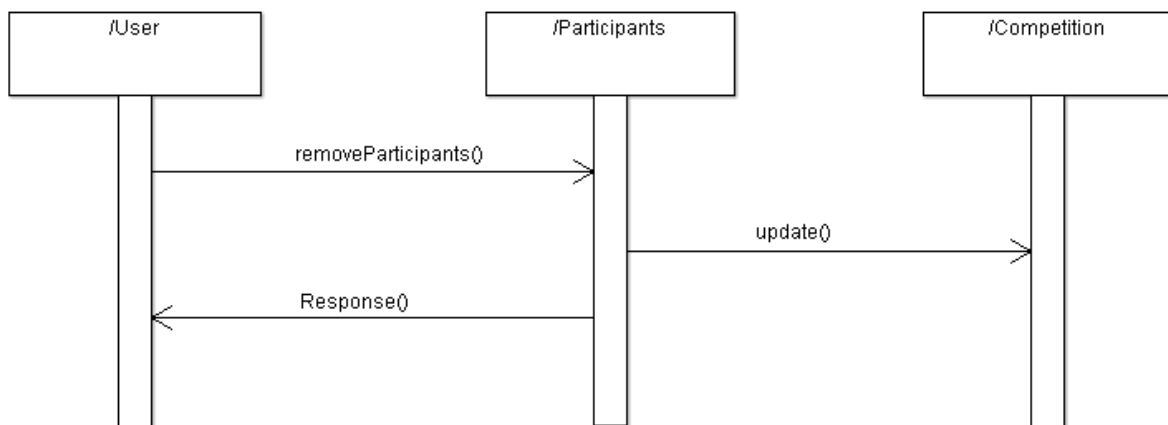 /User
/Participants
/Competition
removeParticipants()
update()
Response()